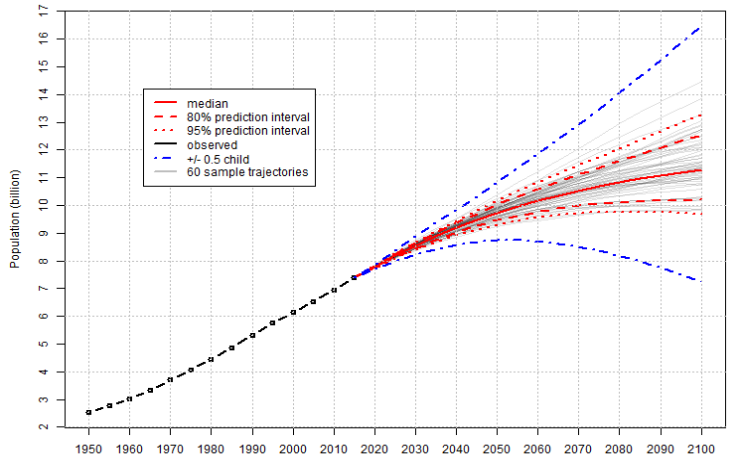 17
16
15
14
13
12
11
10
9
8
7
6
5
4
3
2
Population (billion)
median
80% prediction interval
95% prediction interval
observed
+/- 0.5 child
60 sample trajectories
1950 1960 1970 1980 1990 2000 2010 2020 2030 2040 2050 2060 2070 2080 2090 2100